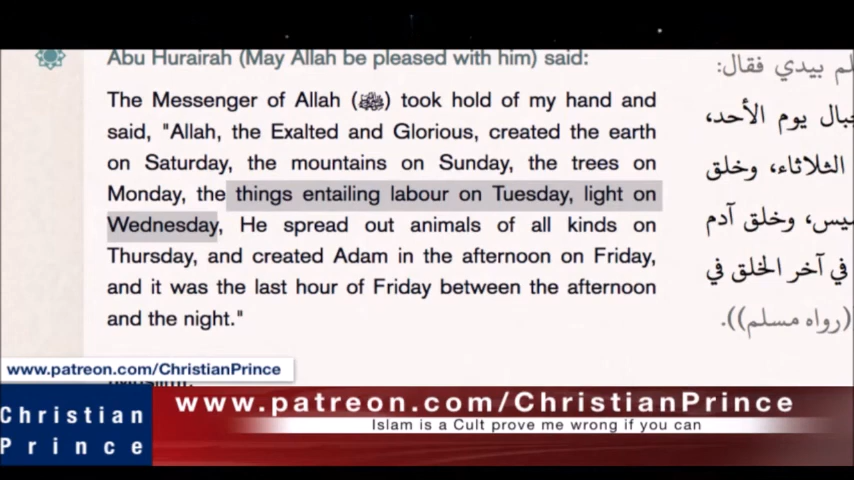 Abu Hurairah (May Allah be pleased with him) said:
The Messenger of Allah (ﷺ) took hold of my hand and
said, "Allah, the Exalted and Glorious, created the earth
on Saturday, the mountains on Sunday, the trees on
Monday, the things entailing labour on Tuesday, light on
Wednesday, He spread out animals of all kinds on
Thursday, and created Adam in the afternoon on Friday,
and it was the last hour of Friday between the afternoon
and the night."
بيدي فقال:
يوم الأحد،
الثلاثاء، وخلق
وخلق آدم
في آخر الخلق في
((رواه مسلم)).
www.patreon.com/ChristianPrince
Christian
Prince
www.patreon.com/ChristianPrince
Islam is a Cult prove me wrong if you can